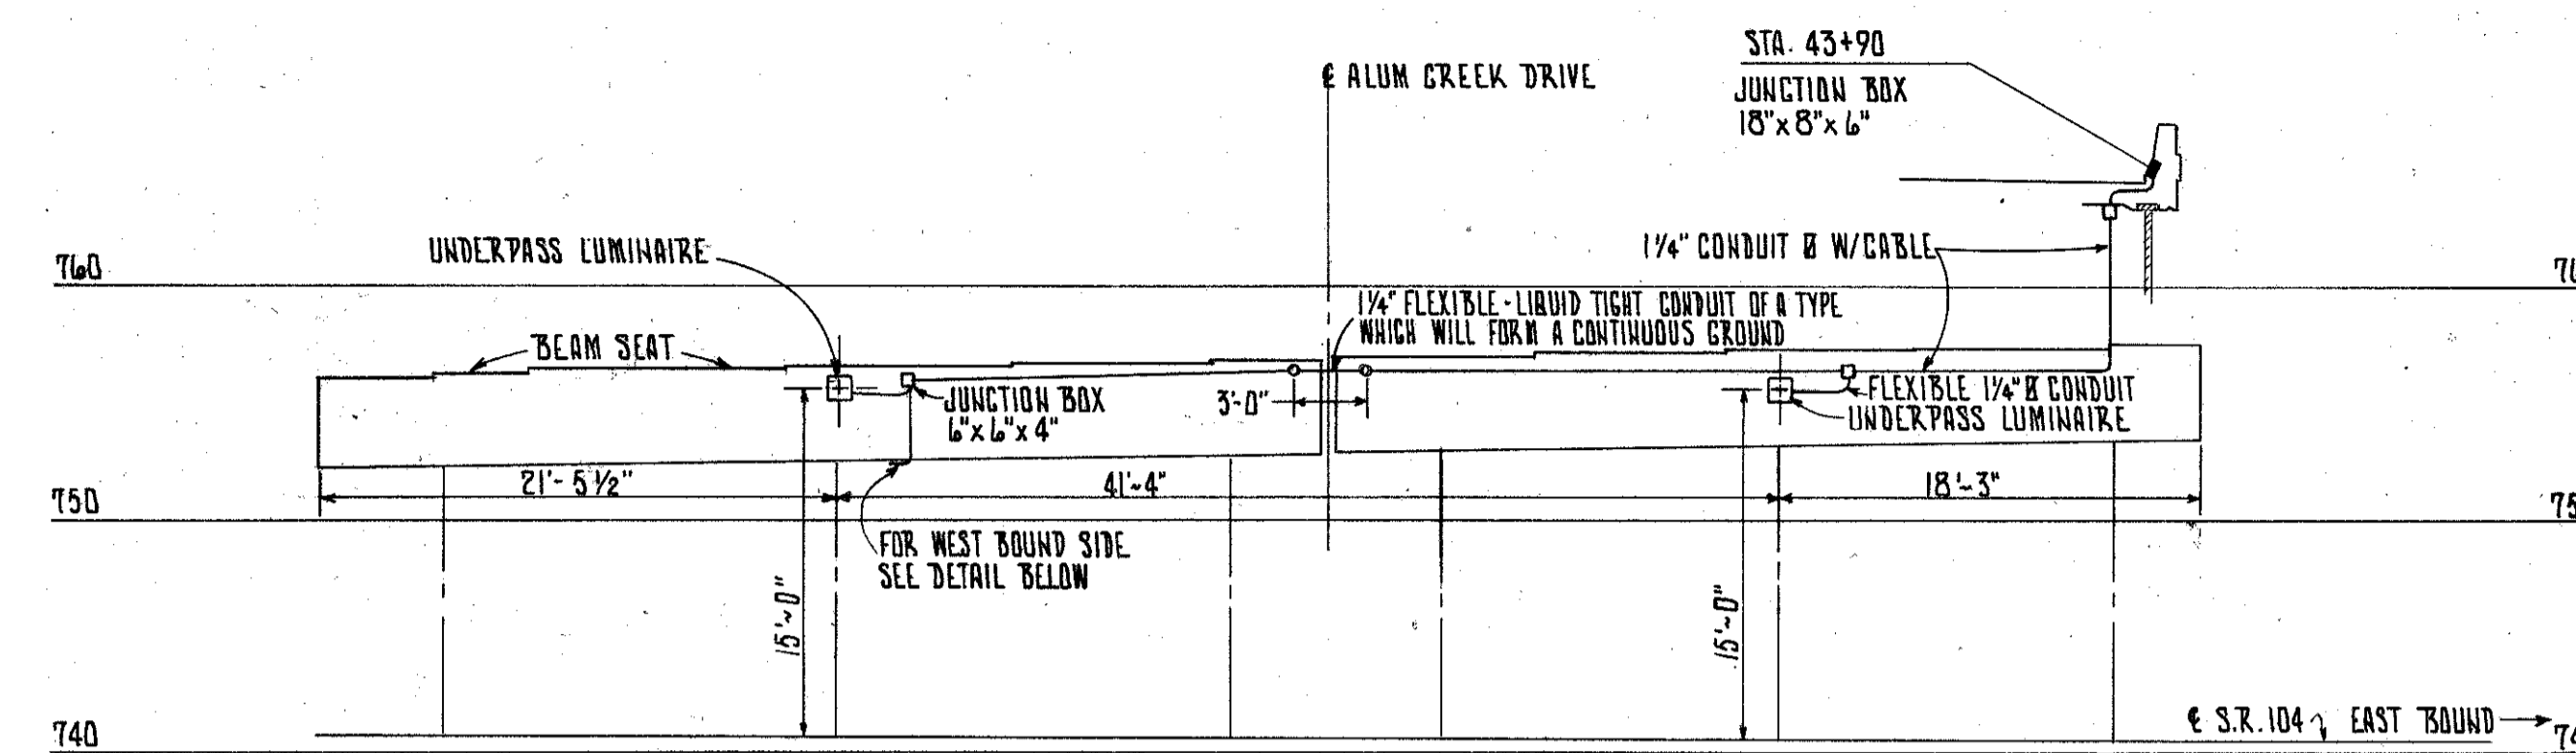 STA. 43+90
JUNCTION BOX
18"x8"x6"
℄ ALUM CREEK DRIVE
UNDERPASS LUMINAIRE
1¼" CONDUIT Ø W/CABLE
760
1¼" FLEXIBLE-LIQUID TIGHT CONDUIT OF A TYPE
WHICH WILL FORM A CONTINUOUS GROUND
BEAM SEAT
JUNCTION BOX
6"x6"x4"
3'-0"
FLEXIBLE 1¼" Ø CONDUIT
UNDERPASS LUMINAIRE
21'-5½"
41'~4"
18'~3"
750
FOR WEST BOUND SIDE
SEE DETAIL BELOW
15'~0"
15'~0"
740
℄ S.R. 104 EAST BOUND